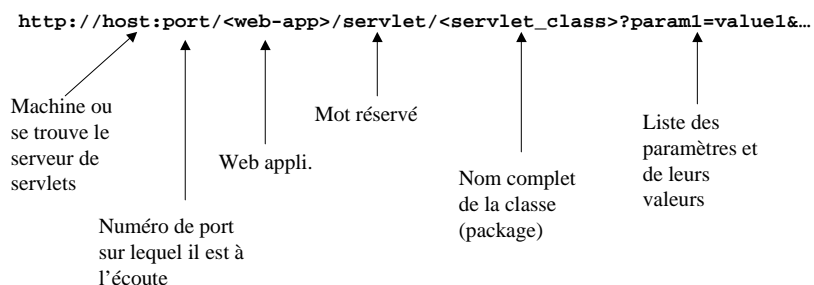 http://host:port/<web-app>/servlet/<servlet_class>?param1=value1&…
Machine ou
se trouve le
serveur de
servlets
Numéro de port
sur lequel il est à
l’écoute
Web appli.
Mot réservé
Nom complet
de la classe
(package)
Liste des
paramètres et
de leurs
valeurs